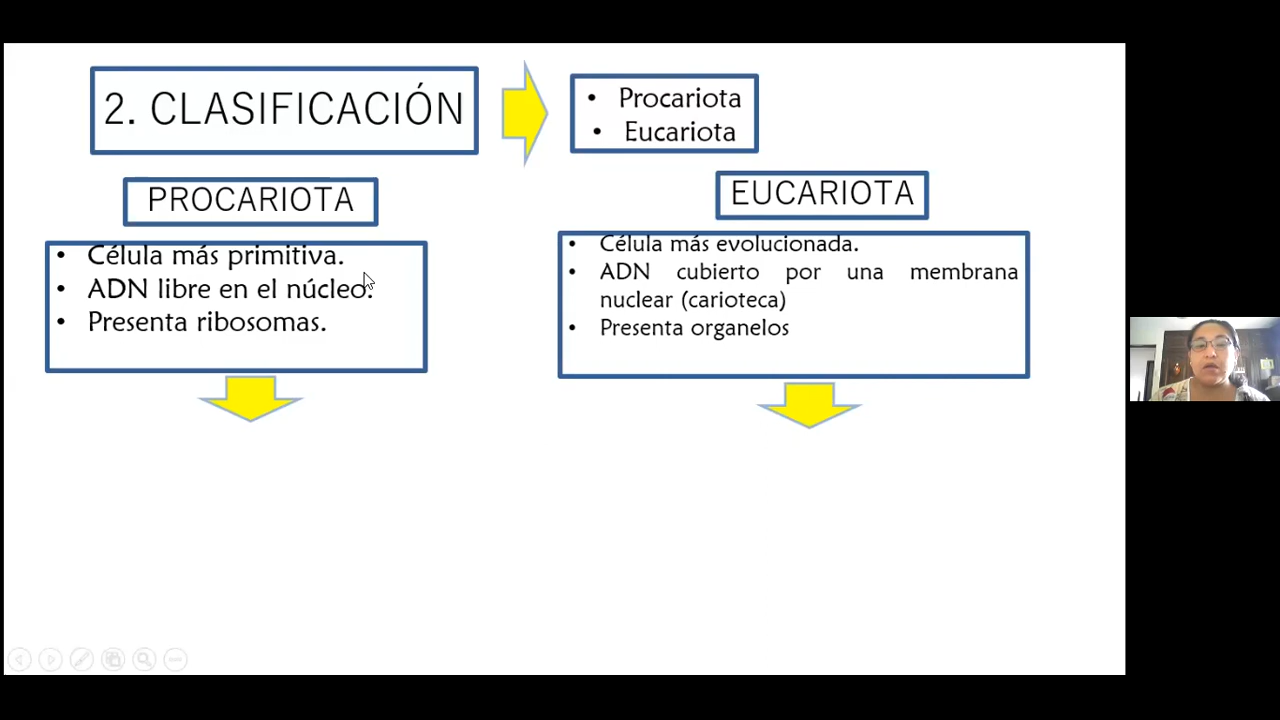 2. CLASIFICACIÓN
• Procariota
• Eucariota
PROCARIOTA
• Célula más primitiva.
• ADN libre en el núcleo.
• Presenta ribosomas.
EUCARIOTA
• Célula más evolucionada.
• ADN cubierto por una membrana
nuclear (carioteca)
• Presenta organelos